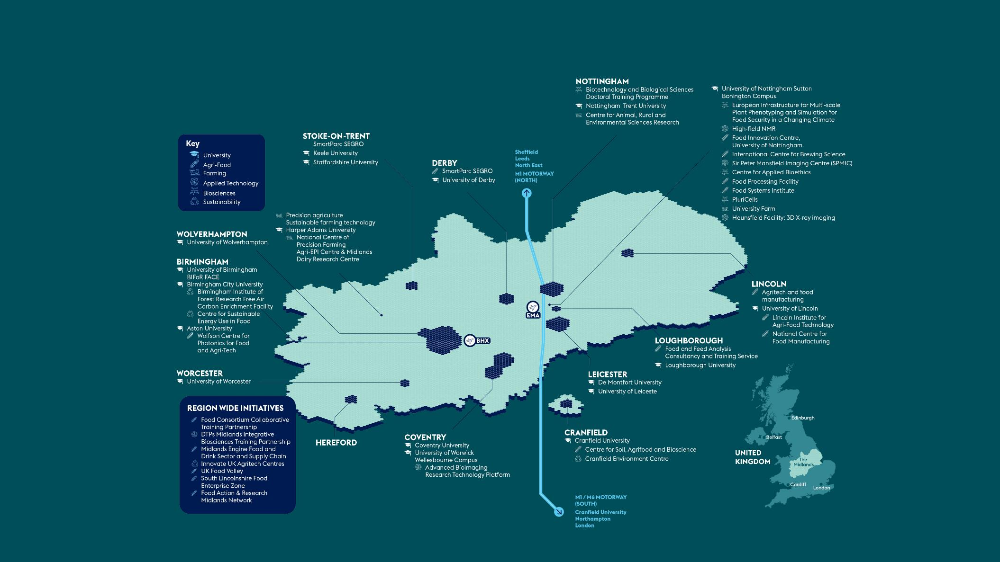 NOTTINGHAM
Biotechnology and Biological Sciences
Doctoral Training Programme
Nottingham Trent University
Centre for Animal, Rural and
Environmental Sciences Research
University of Nottingham Sutton
Bonington Campus
European Infrastructure for Multi-scale
Plant Phenotyping and Simulation for
Food Security in a Changing Climate
High-field NMR
Food Innovation Centre,
University of Nottingham
International Centre for Brewing Science
Sir Peter Mansfield Imaging Centre (SPMIC)
Centre for Applied Bioethics
Food Processing Facility
Food Systems Institute
PluriCells
University Farm
Hounsfield Facility: 3D X-ray imaging
Key
University
Agri-Food
Farming
Applied Technology
Biosciences
Sustainability
STOKE-ON-TRENT
SmartParc SEGRO
Keele University
Staffordshire University
DERBY
SmartParc SEGRO
University of Derby
Sheffield
Leeds
North East
M1 MOTORWAY
(NORTH)
Precision agriculture
Sustainable farming technology
Harper Adams University
National Centre of
Precision Farming
Agri-EPI Centre & Midlands
Dairy Research Centre
WOLVERHAMPTON
University of Wolverhampton
BIRMINGHAM
University of Birmingham
BIFoR FACE
Birmingham City University
Birmingham Institute of
Forest Research Free Air
Carbon Enrichment Facility
Centre for Sustainable
Energy Use in Food
Aston University
Wolfson Centre for
Photonics for Food
and Agri-Tech
EMA
BHX
LINCOLN
Agritech and food
manufacturing
University of Lincoln
Lincoln Institute for
Agri-Food Technology
National Centre for
Food Manufacturing
LOUGHBOROUGH
Food and Feed Analysis
Consultancy and Training Service
Loughborough University
WORCESTER
University of Worcester
LEICESTER
De Montfort University
University of Leiceste
REGION WIDE INITIATIVES
Food Consortium Collaborative
Training Partnership
DTPs Midlands Integrative
Biosciences Training Partnership
Midlands Engine Food and
Drink Sector and Supply Chain
Innovate UK Agritech Centres
UK Food Valley
South Lincolnshire Food
Enterprise Zone
Food Action & Research
Midlands Network
HEREFORD
COVENTRY
Coventry University
University of Warwick
Wellesbourne Campus
Advanced Bioimaging
Research Technology Platform
CRANFIELD
Cranfield University
Centre for Soil, Agrifood and Bioscience
Cranfield Environment Centre
M1 / M6 MOTORWAY
(SOUTH)
Cranfield University
Northampton
London
Edinburgh
Belfast
UNITED
KINGDOM
The
Midlands
Cardiff
London